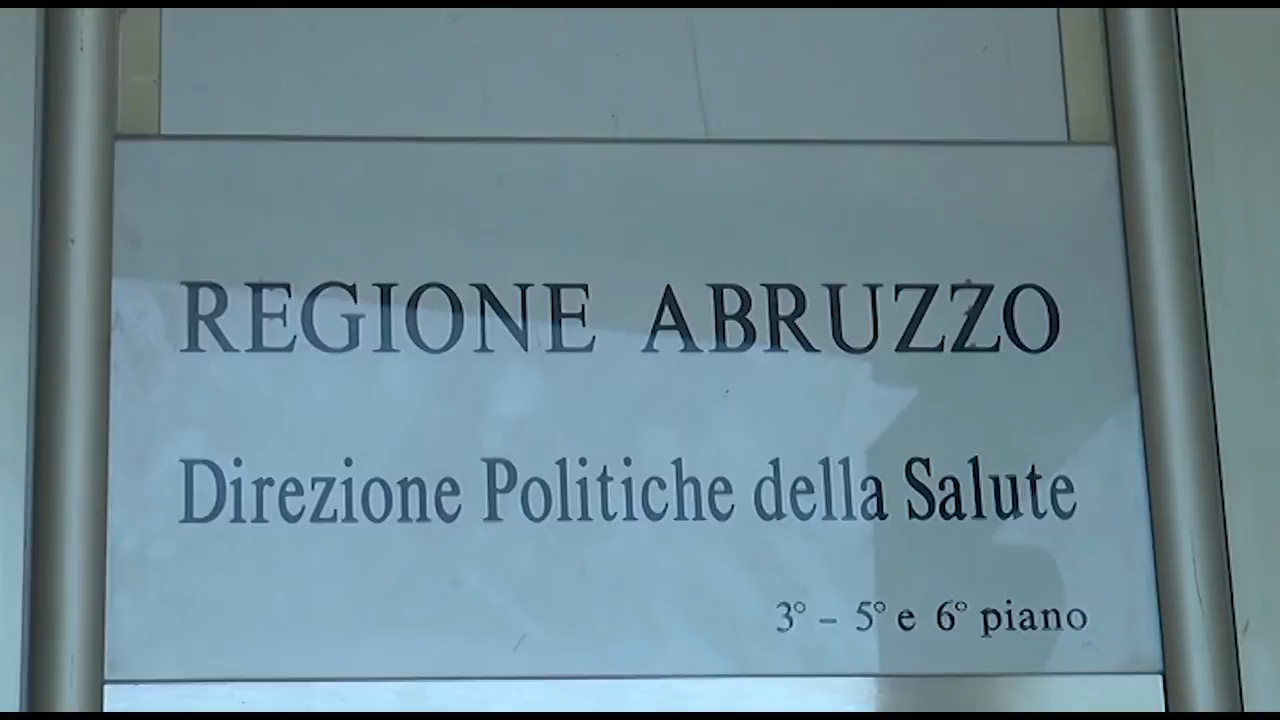 REGIONE ABRUZZO
Direzione Politiche della Salute
3° - 5° e 6° piano